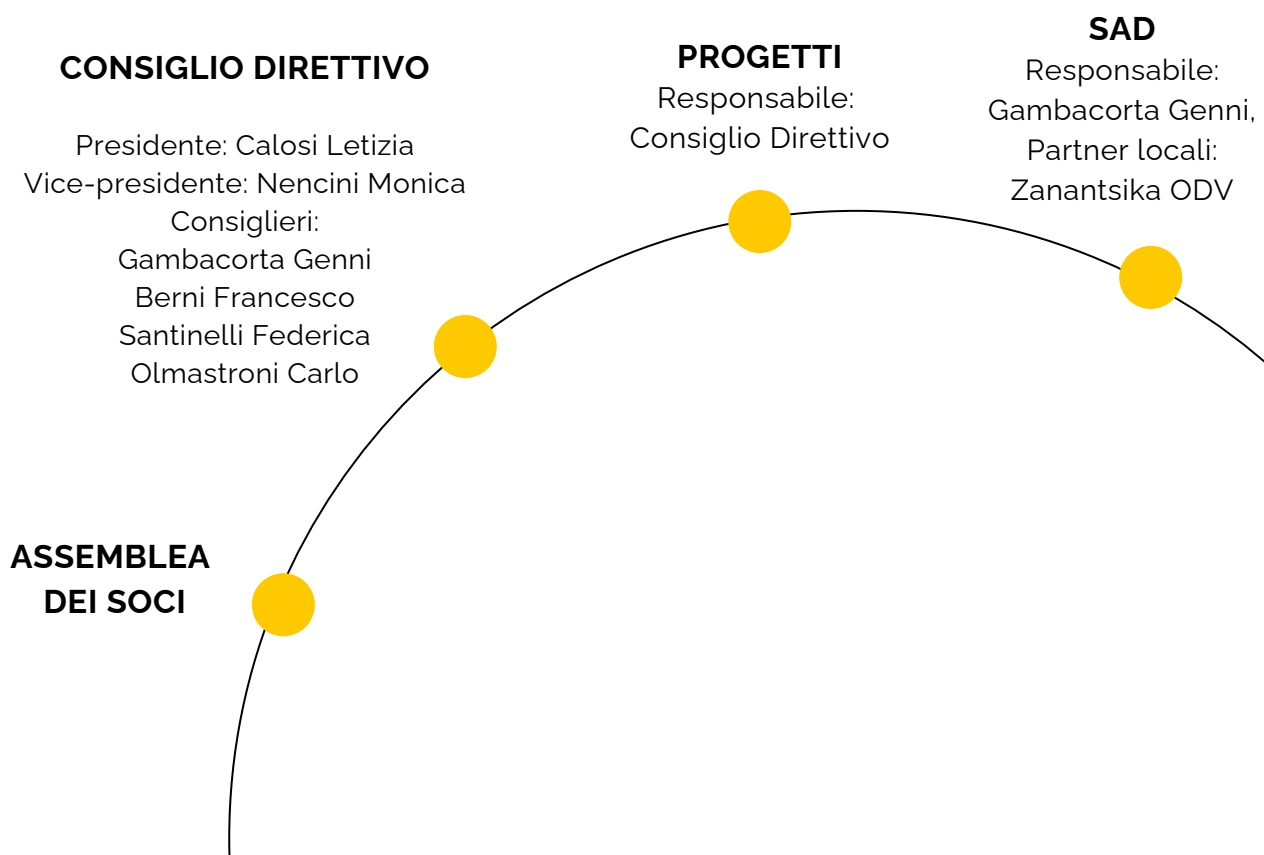 CONSIGLIO DIRETTIVO
Presidente: Calosi Letizia
Vice-presidente: Nencini Monica
Consiglieri:
Gambacorta Genni
Berni Francesco
Santinelli Federica
Olmastroni Carlo
PROGETTI
Responsabile:
Consiglio Direttivo
SAD
Responsabile:
Gambacorta Genni,
Partner locali:
Zanantsika ODV
ASSEMBLEA
DEI SOCI